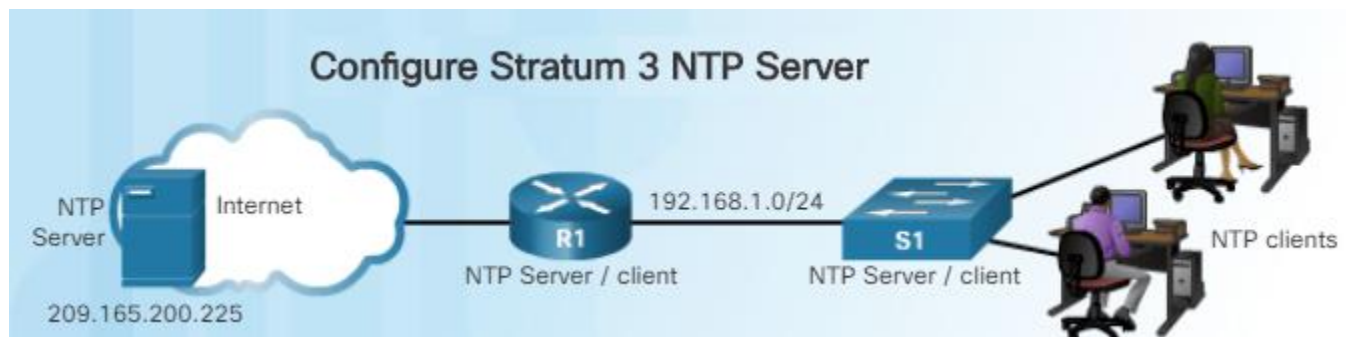 Configure Stratum 3 NTP Server
NTP
Server
Internet
209.165.200.225
R1
NTP Server / client
192.168.1.0/24
S1
NTP Server / client
NTP clients